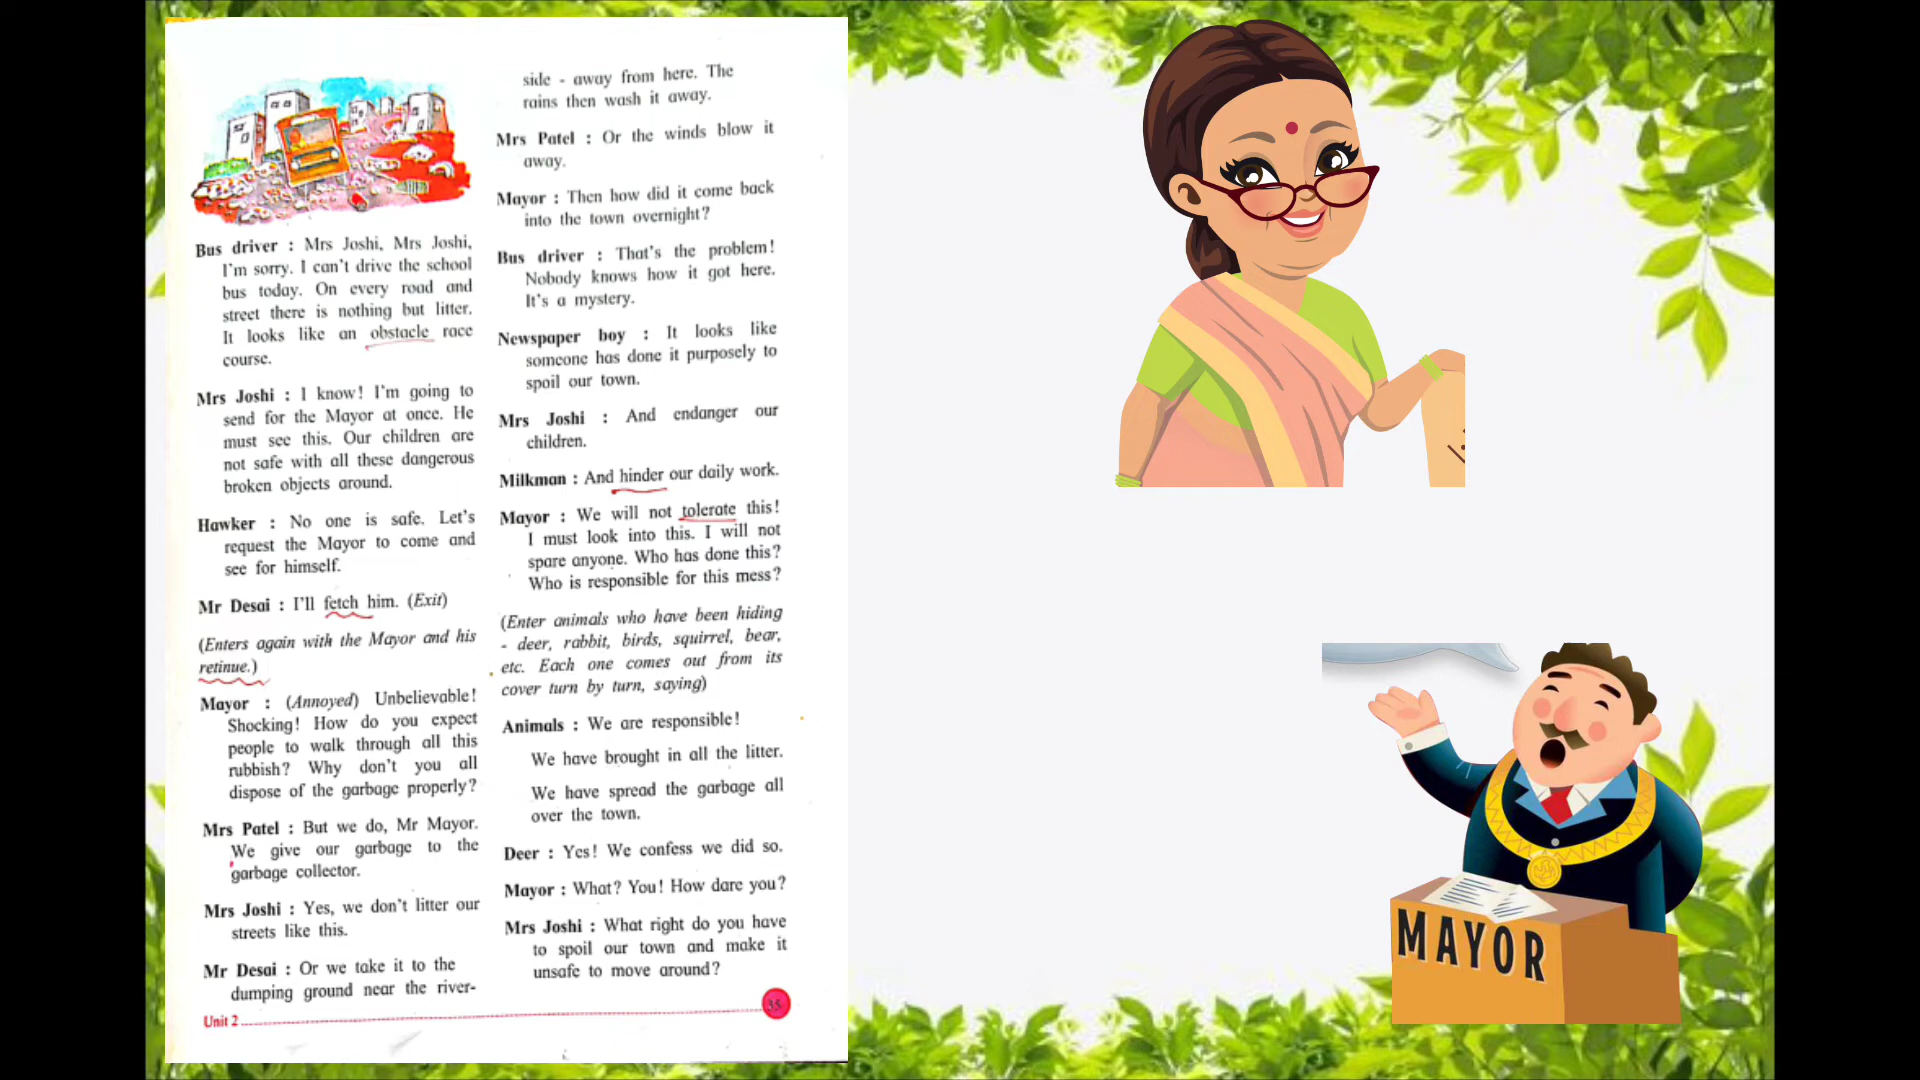 Bus driver : Mrs Joshi, Mrs Joshi,
I'm sorry. I can't drive the school
bus today. On every road and
street there is nothing but litter.
It looks like an obstacle race
course.
Mrs Joshi : I know! I'm going to
send for the Mayor at once. He
must see this. Our children are
not safe with all these dangerous
broken objects around.
Hawker : No one is safe. Let's
request the Mayor to come and
see for himself.
Mr Desai : I'll fetch him. (Exit)
(Enters again with the Mayor and his
retinue.)
Mayor : (Annoyed) Unbelievable!
Shocking! How do you expect
people to walk through all this
rubbish? Why don't you all
dispose of the garbage properly?
Mrs Patel : But we do, Mr Mayor.
We give our garbage to the
garbage collector.
Mrs Joshi : Yes, we don't litter our
streets like this.
Mr Desai : Or we take it to the
dumping ground near the river-
side - away from here. The
rains then wash it away.
Mrs Patel : Or the winds blow it
away.
Mayor : Then how did it come back
into the town overnight?
Bus driver : That's the problem!
Nobody knows how it got here.
It's a mystery.
Newspaper boy : It looks like
someone has done it purposely to
spoil our town.
Mrs Joshi : And endanger our
children.
Milkman : And hinder our daily work.
Mayor : We will not tolerate this!
I must look into this. I will not
spare anyone. Who has done this?
Who is responsible for this mess?
(Enter animals who have been hiding
- deer, rabbit, birds, squirrel, bear,
etc. Each one comes out from its
cover turn by turn, saying)
Animals : We are responsible!
We have brought in all the litter.
We have spread the garbage all
over the town.
Deer : Yes! We confess we did so.
Mayor : What? You! How dare you?
Mrs Joshi : What right do you have
to spoil our town and make it
unsafe to move around?
Unit 2
35
MAYOR